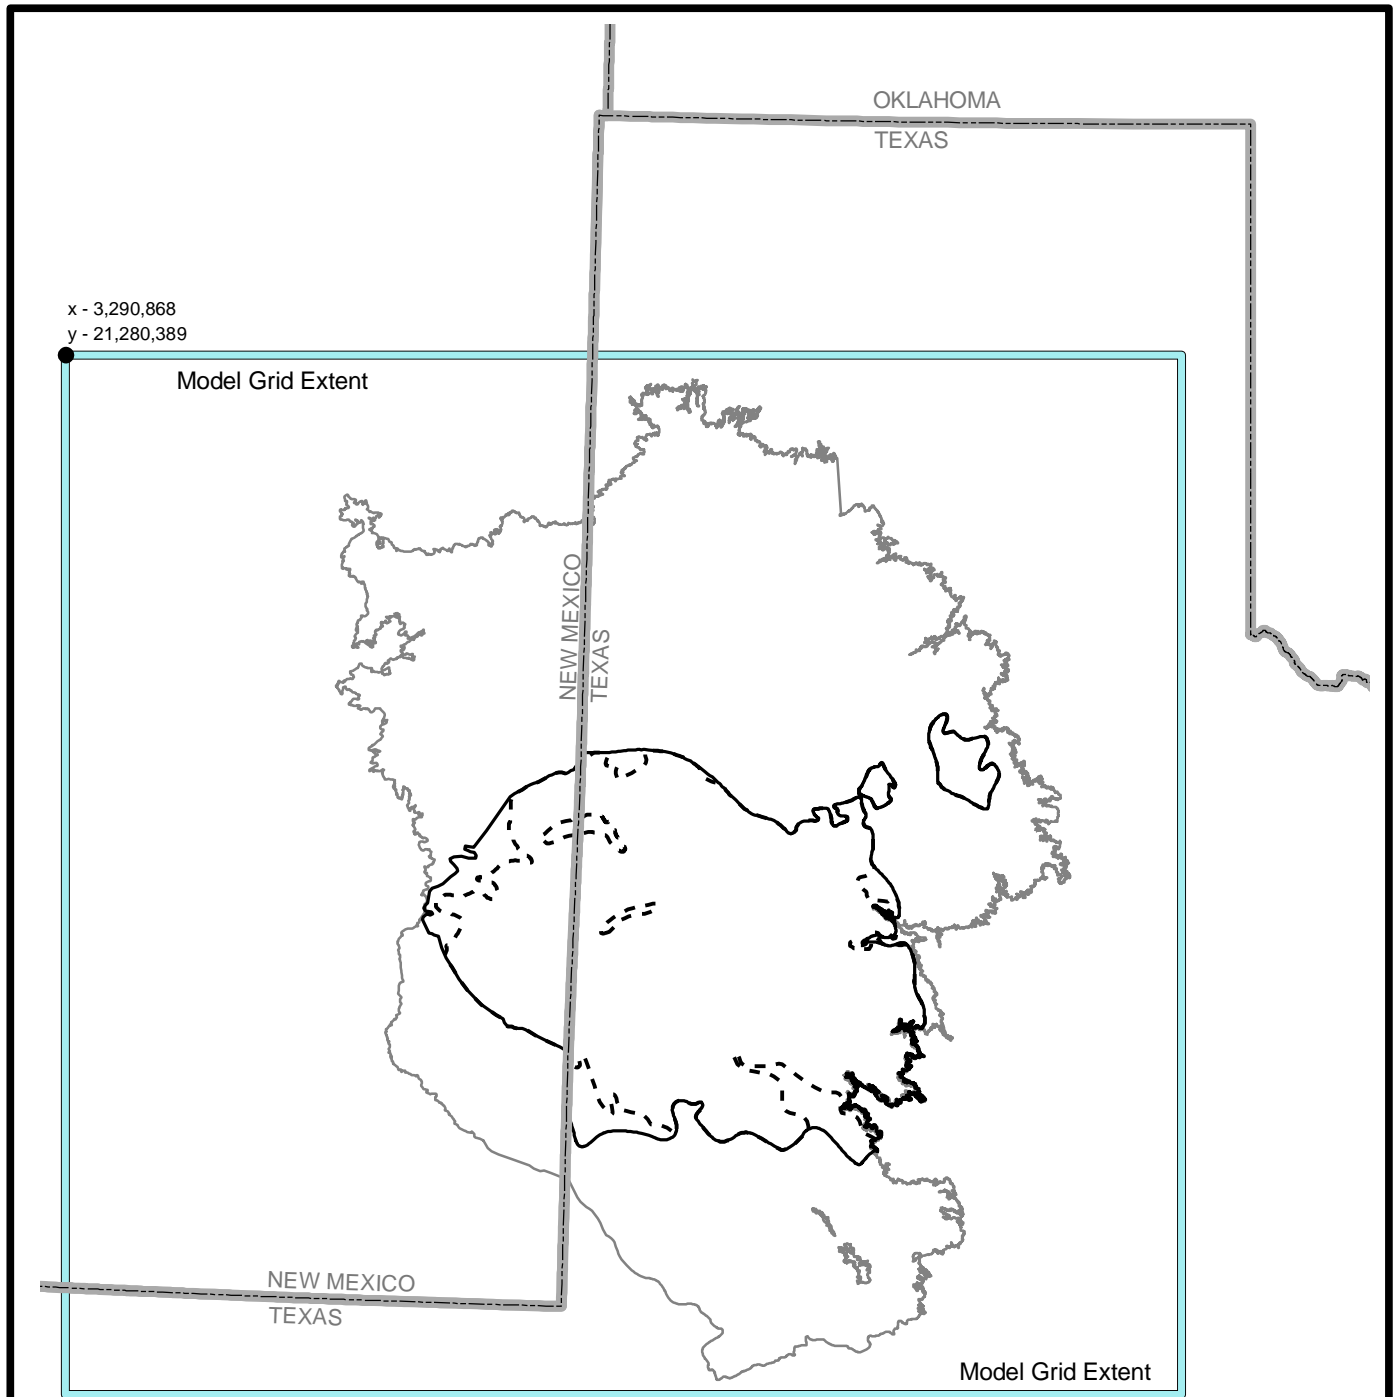 OKLAHOMA
TEXAS
x - 3,290,868
y - 21,280,389
Model Grid Extent
NEW MEXICO
TEXAS
NEW MEXICO
TEXAS
Model Grid Extent